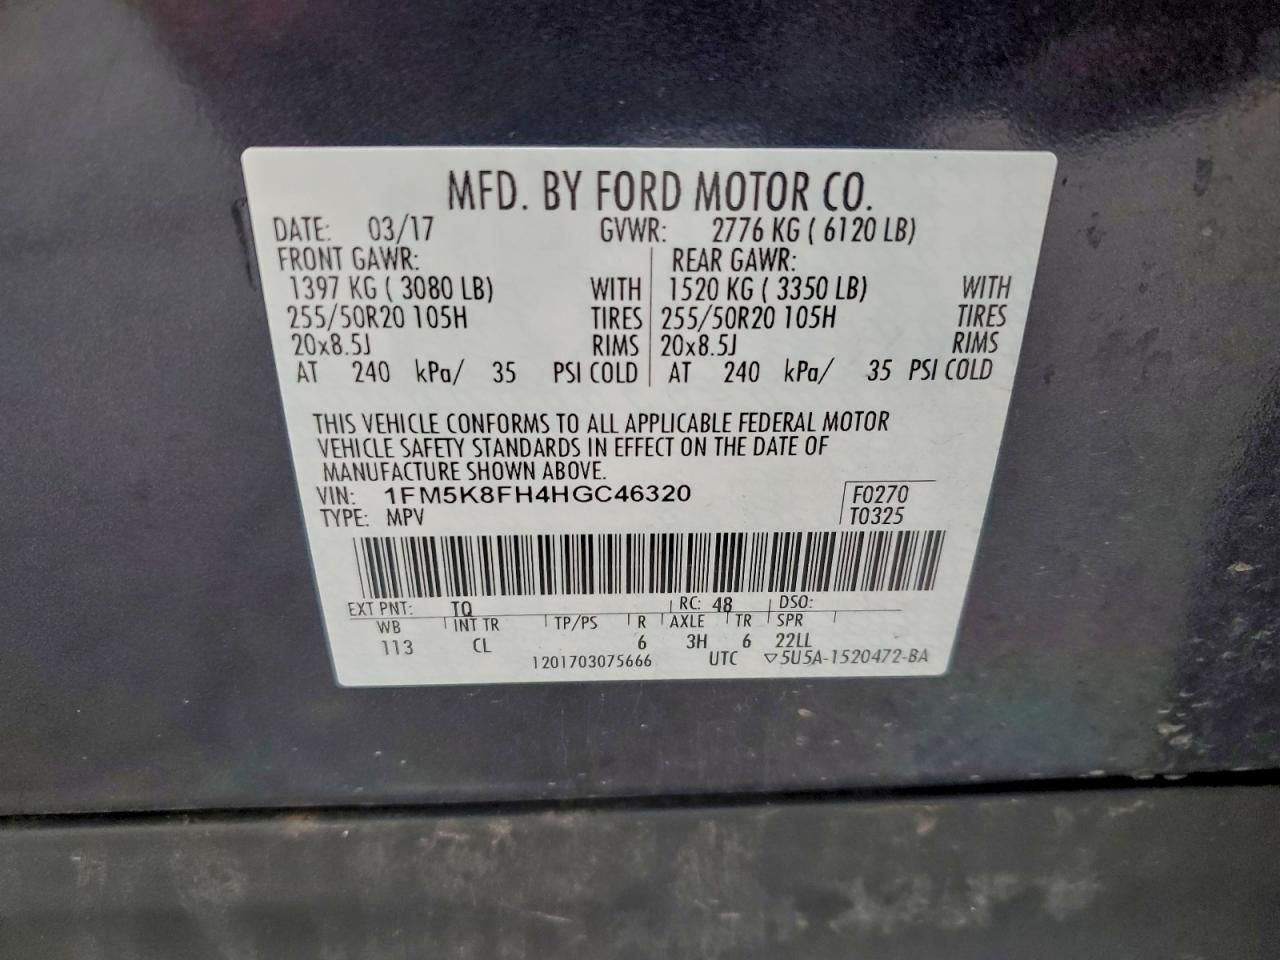 MFD. BY FORD MOTOR CO.
DATE: 03/17 GVWR: 2776 KG ( 6120 LB)
FRONT GAWR: REAR GAWR:
1397 KG ( 3080 LB) WITH 1520 KG ( 3350 LB) WITH
255/50R20 105H TIRES 255/50R20 105H TIRES
20x8.5J RIMS 20x8.5J RIMS
AT 240 kPa/ 35 PSI COLD AT 240 kPa/ 35 PSI COLD
THIS VEHICLE CONFORMS TO ALL APPLICABLE FEDERAL MOTOR
VEHICLE SAFETY STANDARDS IN EFFECT ON THE DATE OF
MANUFACTURE SHOWN ABOVE.
VIN: 1FM5K8FH4HGC46320 F0270
TYPE: MPV T0325
EXT PNT: TQ RC: 48 DSO:
WB INT TR TP/PS R AXLE TR SPR
113 CL 6 3H 6 22LL
1201703075666 UTC ▽5U5A-1520472-BA